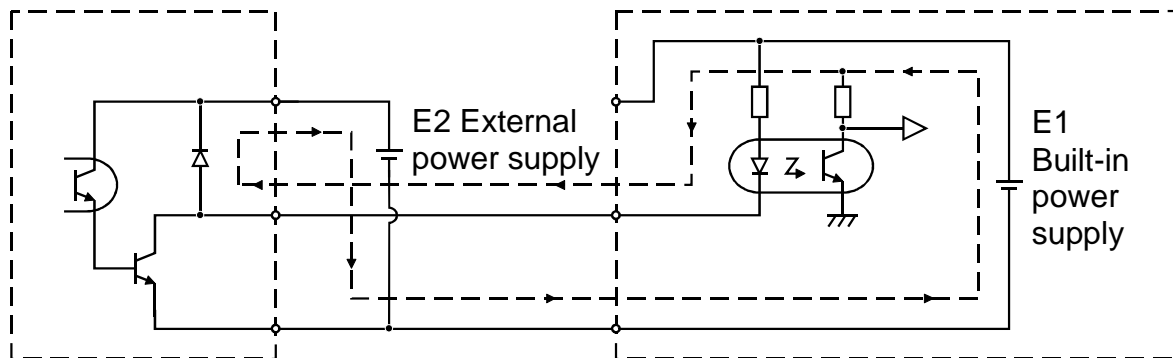 E2 External
power supply
E1
Built-in
power
supply